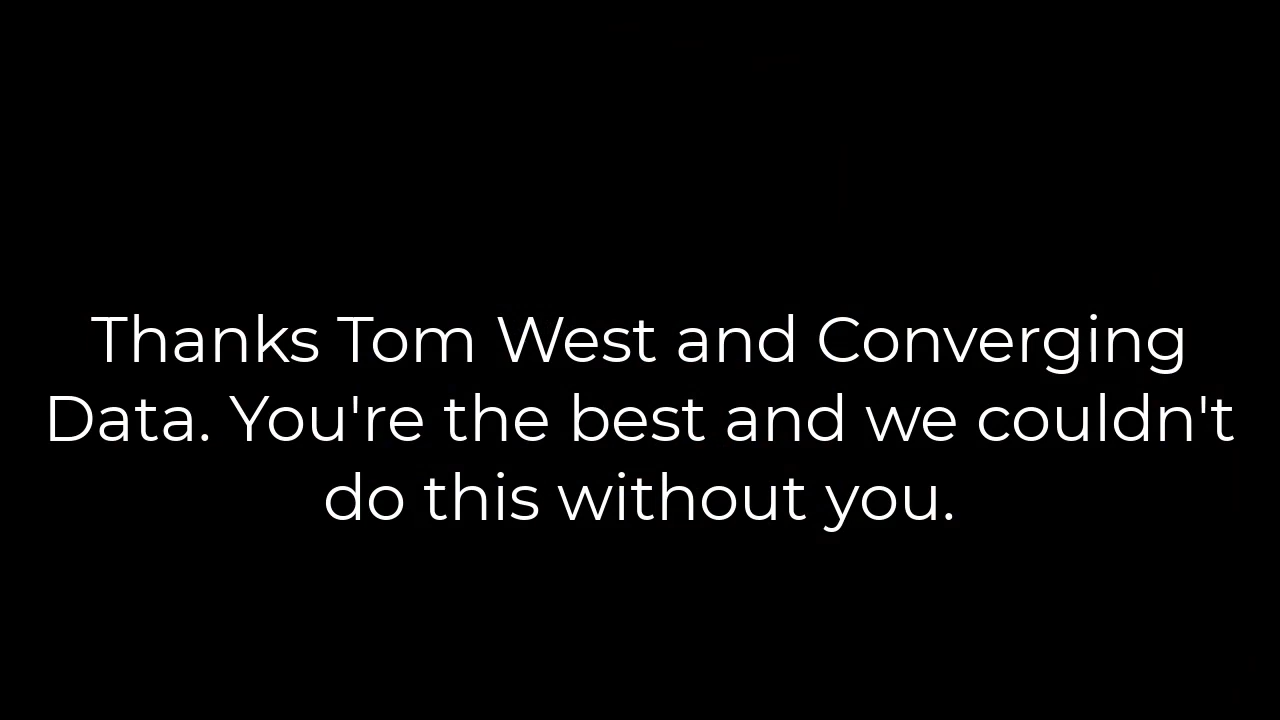 Thanks Tom West and Converging
Data. You're the best and we couldn't
do this without you.